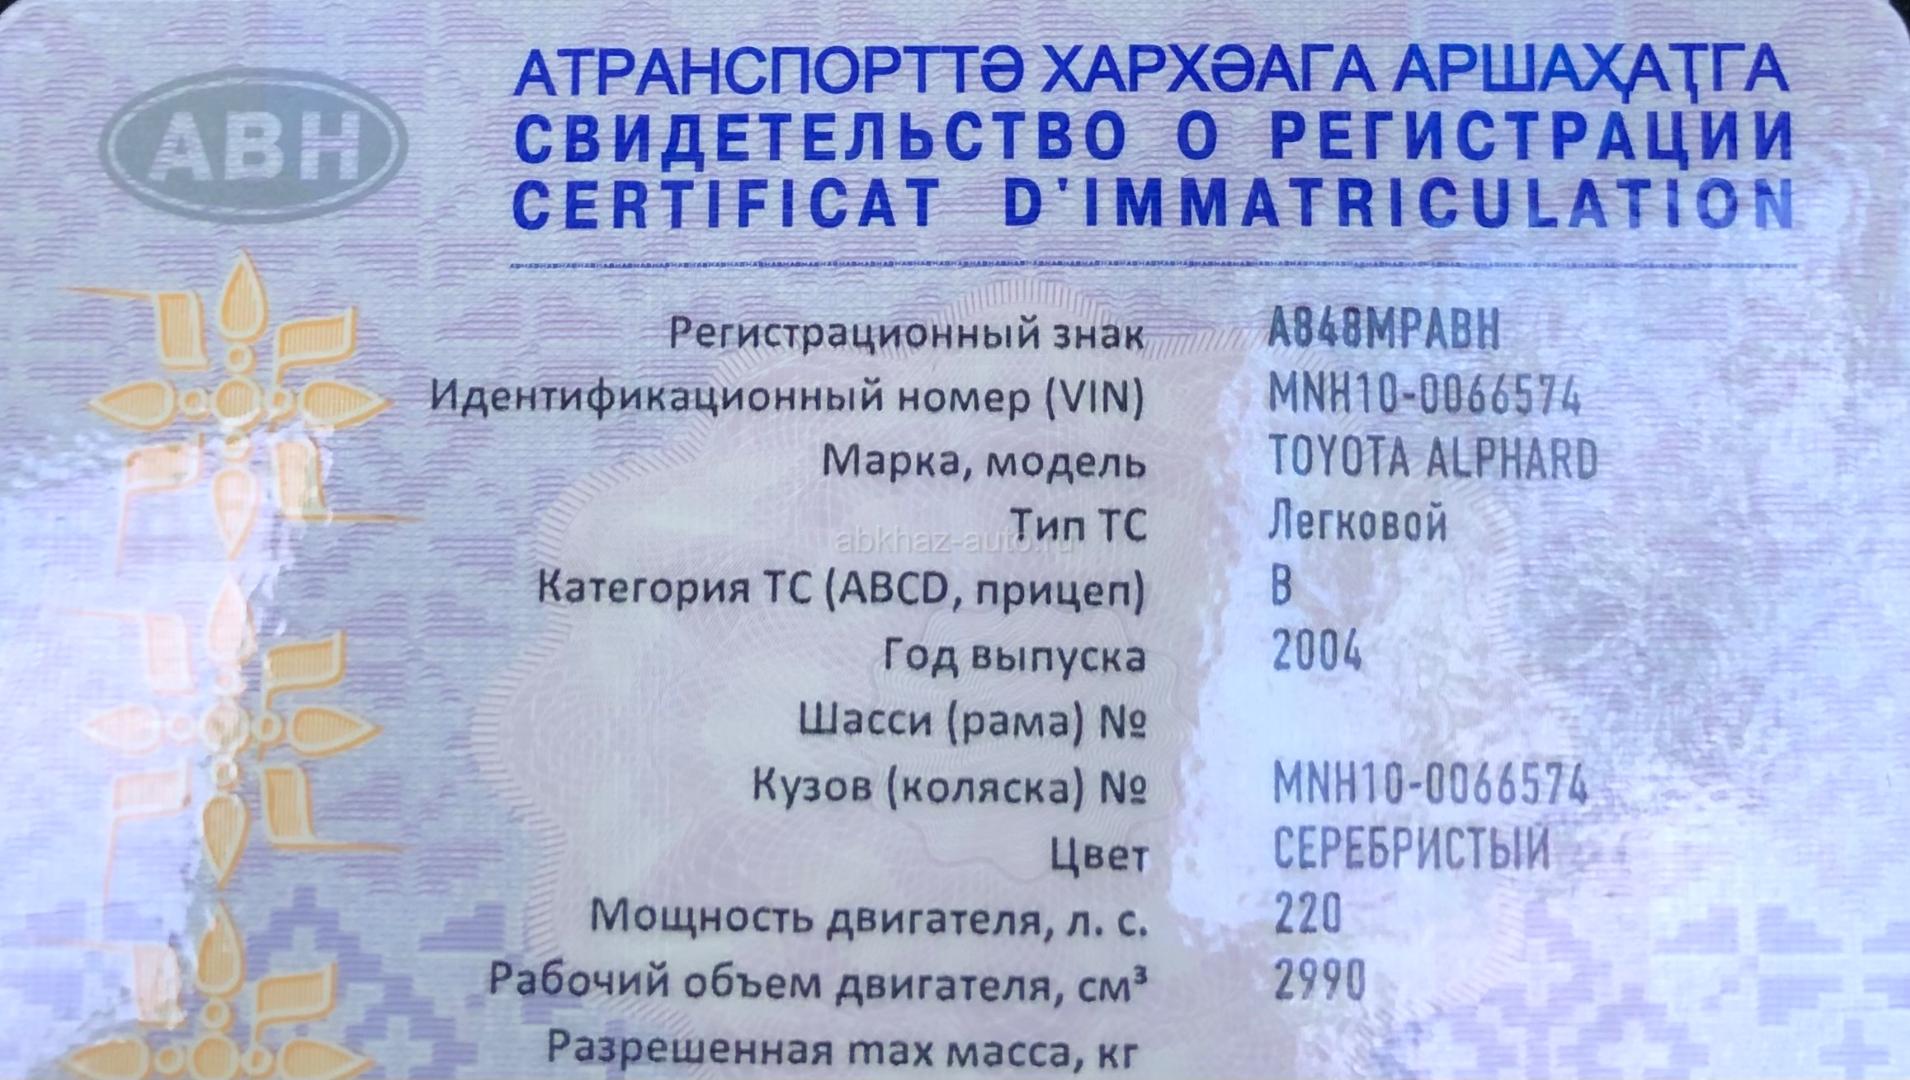 ABH
АТРАНСПОРТТӘ ХАРХӘАГА АРШАҲАҬГА
СВИДЕТЕЛЬСТВО О РЕГИСТРАЦИИ
CERTIFICAT D'IMMATRICULATION
Регистрационный знак А848МРАВН
Идентификационный номер (VIN) MNH10-0066574
Марка, модель TOYOTA ALPHARD
Тип ТС Легковой
abkhaz-auto.ru
Категория ТС (ABCD, прицеп) B
Год выпуска 2004
Шасси (рама) №
Кузов (коляска) № MNH10-0066574
Цвет СЕРЕБРИСТЫЙ
Мощность двигателя, л. с. 220
Рабочий объем двигателя, см³ 2990
Разрешенная max масса, кг